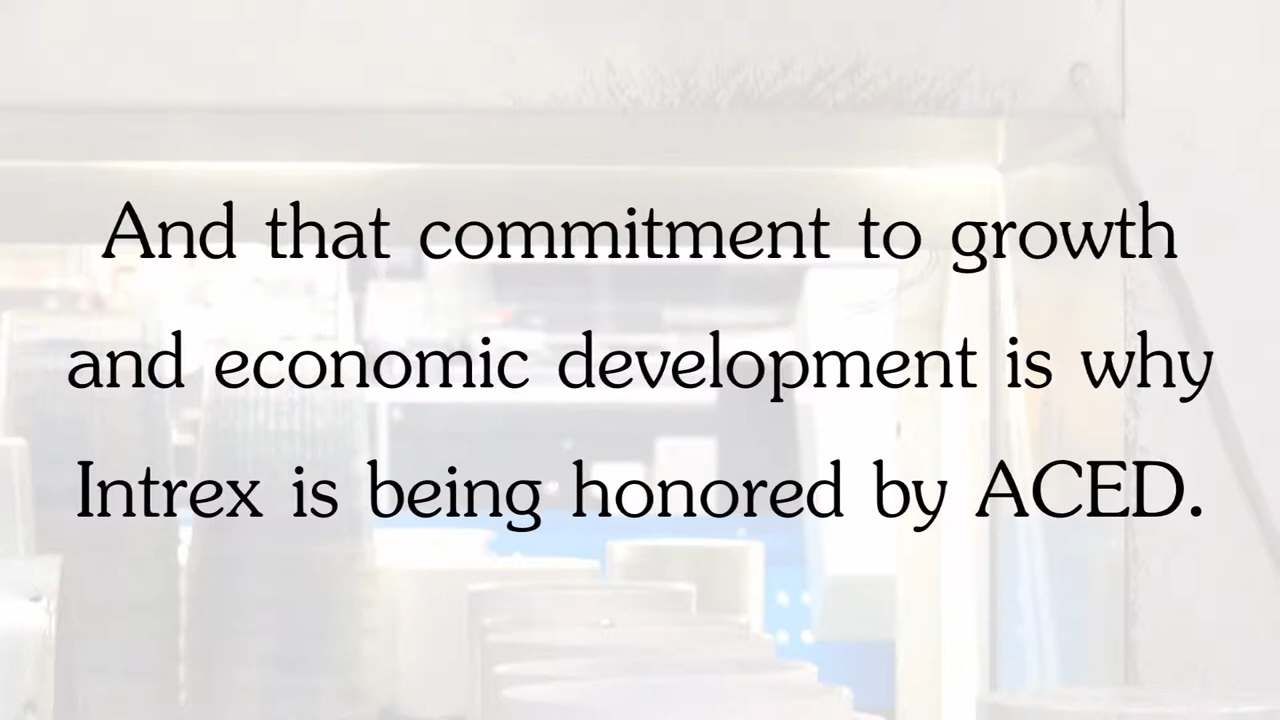 And that commitment to growth
and economic development is why
Intrex is being honored by ACED.